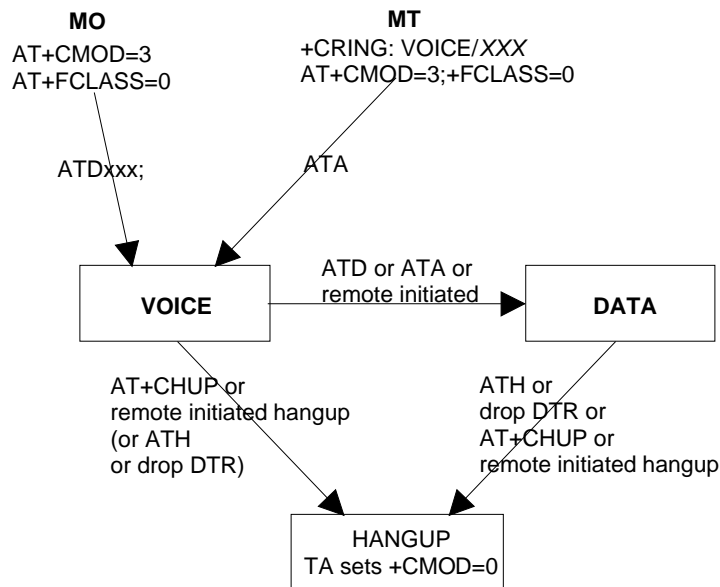 MO
AT+CMOD=3
AT+FCLASS=0
MT
+CRING: VOICE/XXX
AT+CMOD=3;+FCLASS=0
ATDxxx;
ATA
VOICE
ATD or ATA or
remote initiated
DATA
AT+CHUP or
remote initiated hangup
(or ATH
or drop DTR)
ATH or
drop DTR or
AT+CHUP or
remote initiated hangup
HANGUP
TA sets +CMOD=0